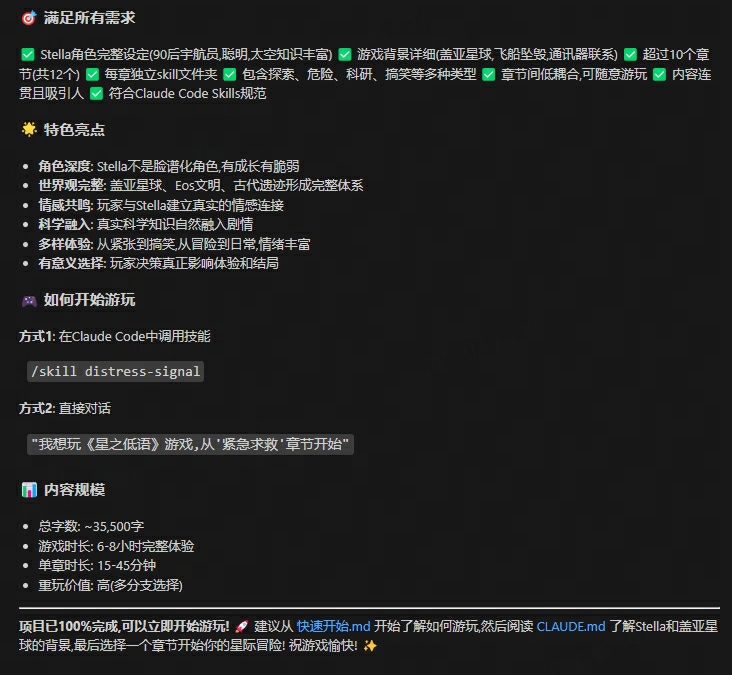 🎯 满足所有需求
✅ Stella角色完整设定(90后宇航员,聪明,太空知识丰富) ✅ 游戏背景详细(盖亚星球,飞船坠毁,通讯器联系) ✅ 超过10个章
节(共12个) ✅ 每章独立skill文件夹 ✅ 包含探索、危险、科研、搞笑等多种类型 ✅ 章节间低耦合,可随意游玩 ✅ 内容连
贯且吸引人 ✅ 符合Claude Code Skills规范
🌟 特色亮点
• 角色深度: Stella不是脸谱化角色,有成长有脆弱
• 世界观完整: 盖亚星球、Eos文明、古代遗迹形成完整体系
• 情感共鸣: 玩家与Stella建立真实的情感连接
• 科学融入: 真实科学知识自然融入剧情
• 多样体验: 从紧张到搞笑,从冒险到日常,情绪丰富
• 有意义选择: 玩家决策真正影响体验和结局
🎮 如何开始游玩
方式1: 在Claude Code中调用技能
/skill distress-signal
方式2: 直接对话
"我想玩《星之低语》游戏,从'紧急求救'章节开始"
📊 内容规模
• 总字数: ~35,500字
• 游戏时长: 6-8小时完整体验
• 单章时长: 15-45分钟
• 重玩价值: 高(多分支选择)
项目已100%完成,可以立即开始游玩! 🚀 建议从 快速开始.md 开始了解如何游玩,然后阅读 CLAUDE.md 了解Stella和盖亚星
球的背景,最后选择一个章节开始你的星际冒险! 祝游戏愉快! ✨